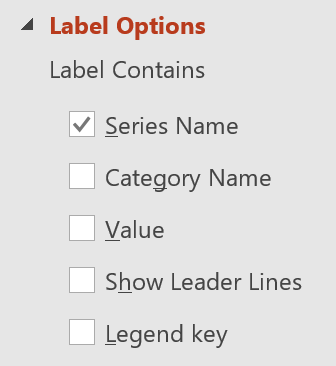 Label Options
Label Contains
Series Name
Category Name
Value
Show Leader Lines
Legend key